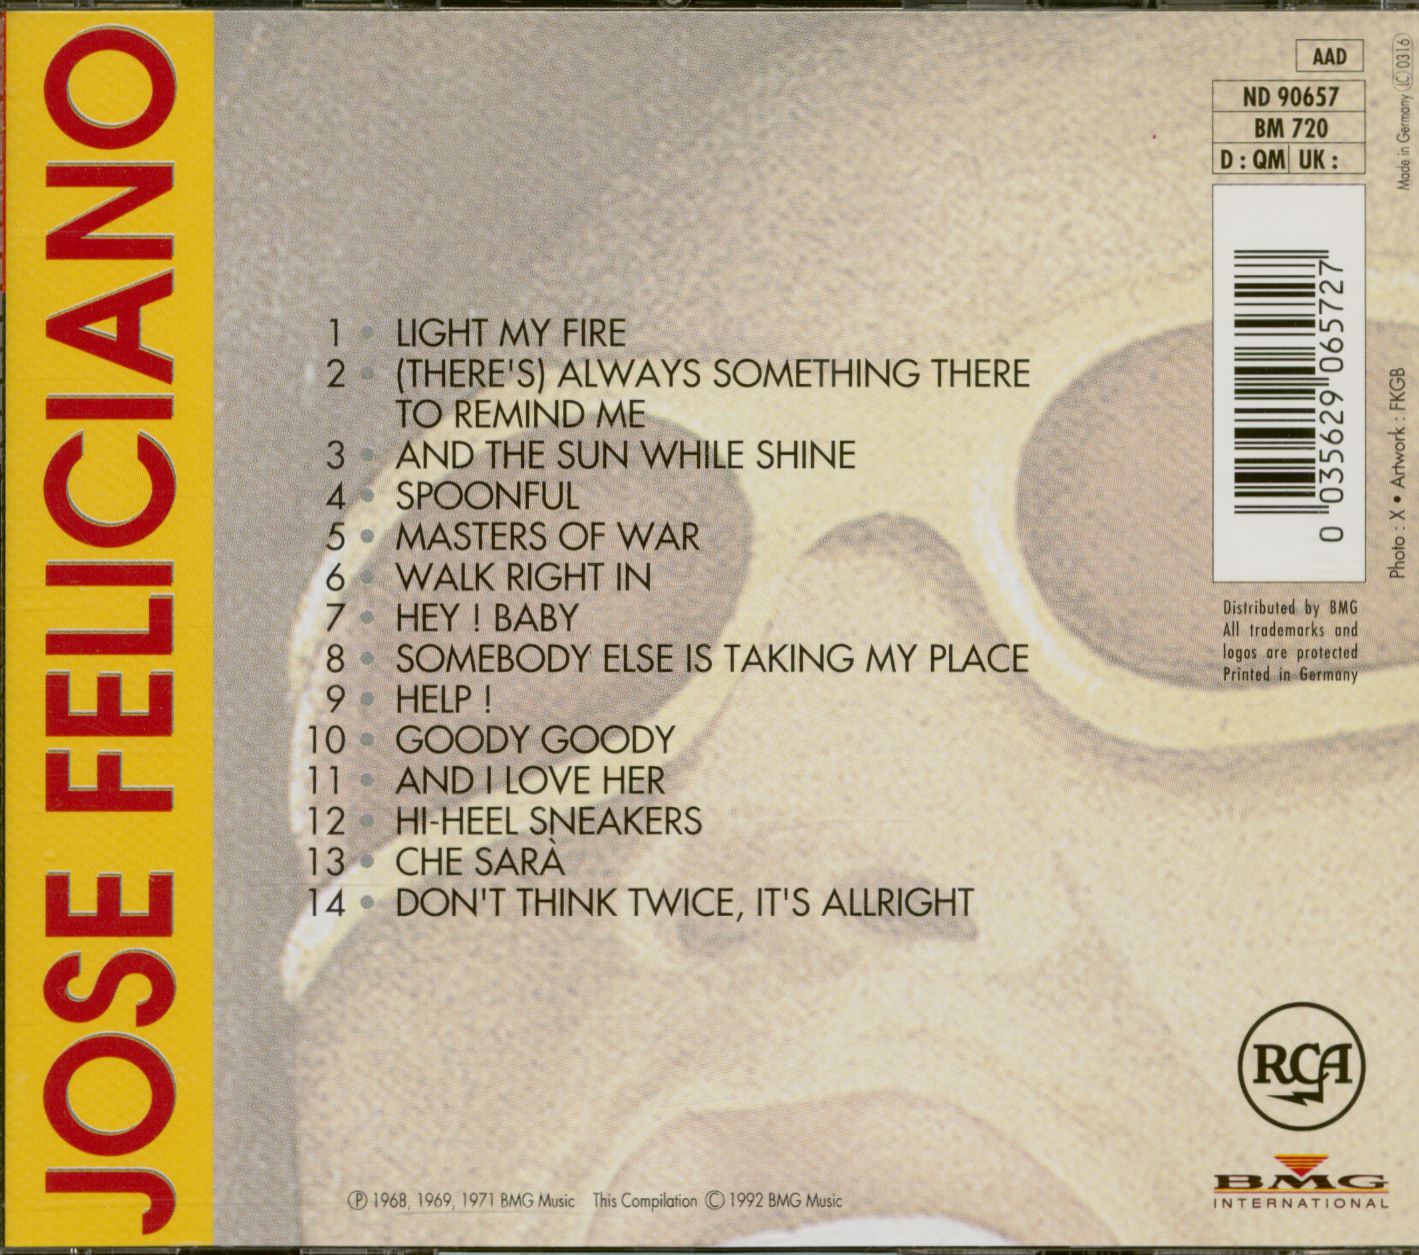 JOSE FELICIANO
AAD
ND 90657
BM 720
D : QM UK :
Made in Germany LC 0316
0 035629 065727
Photo : X • Artwork : FKGB
Distributed by BMG
All trademarks and
logos are protected
Printed in Germany
1 • LIGHT MY FIRE
2 • (THERE'S) ALWAYS SOMETHING THERE
TO REMIND ME
3 • AND THE SUN WHILE SHINE
4 • SPOONFUL
5 • MASTERS OF WAR
6 • WALK RIGHT IN
7 • HEY ! BABY
8 • SOMEBODY ELSE IS TAKING MY PLACE
9 • HELP !
10 • GOODY GOODY
11 • AND I LOVE HER
12 • HI-HEEL SNEAKERS
13 • CHE SARÀ
14 • DON'T THINK TWICE, IT'S ALLRIGHT
RCA
BMG
INTERNATIONAL
℗ 1968, 1969, 1971 BMG Music This Compilation © 1992 BMG Music